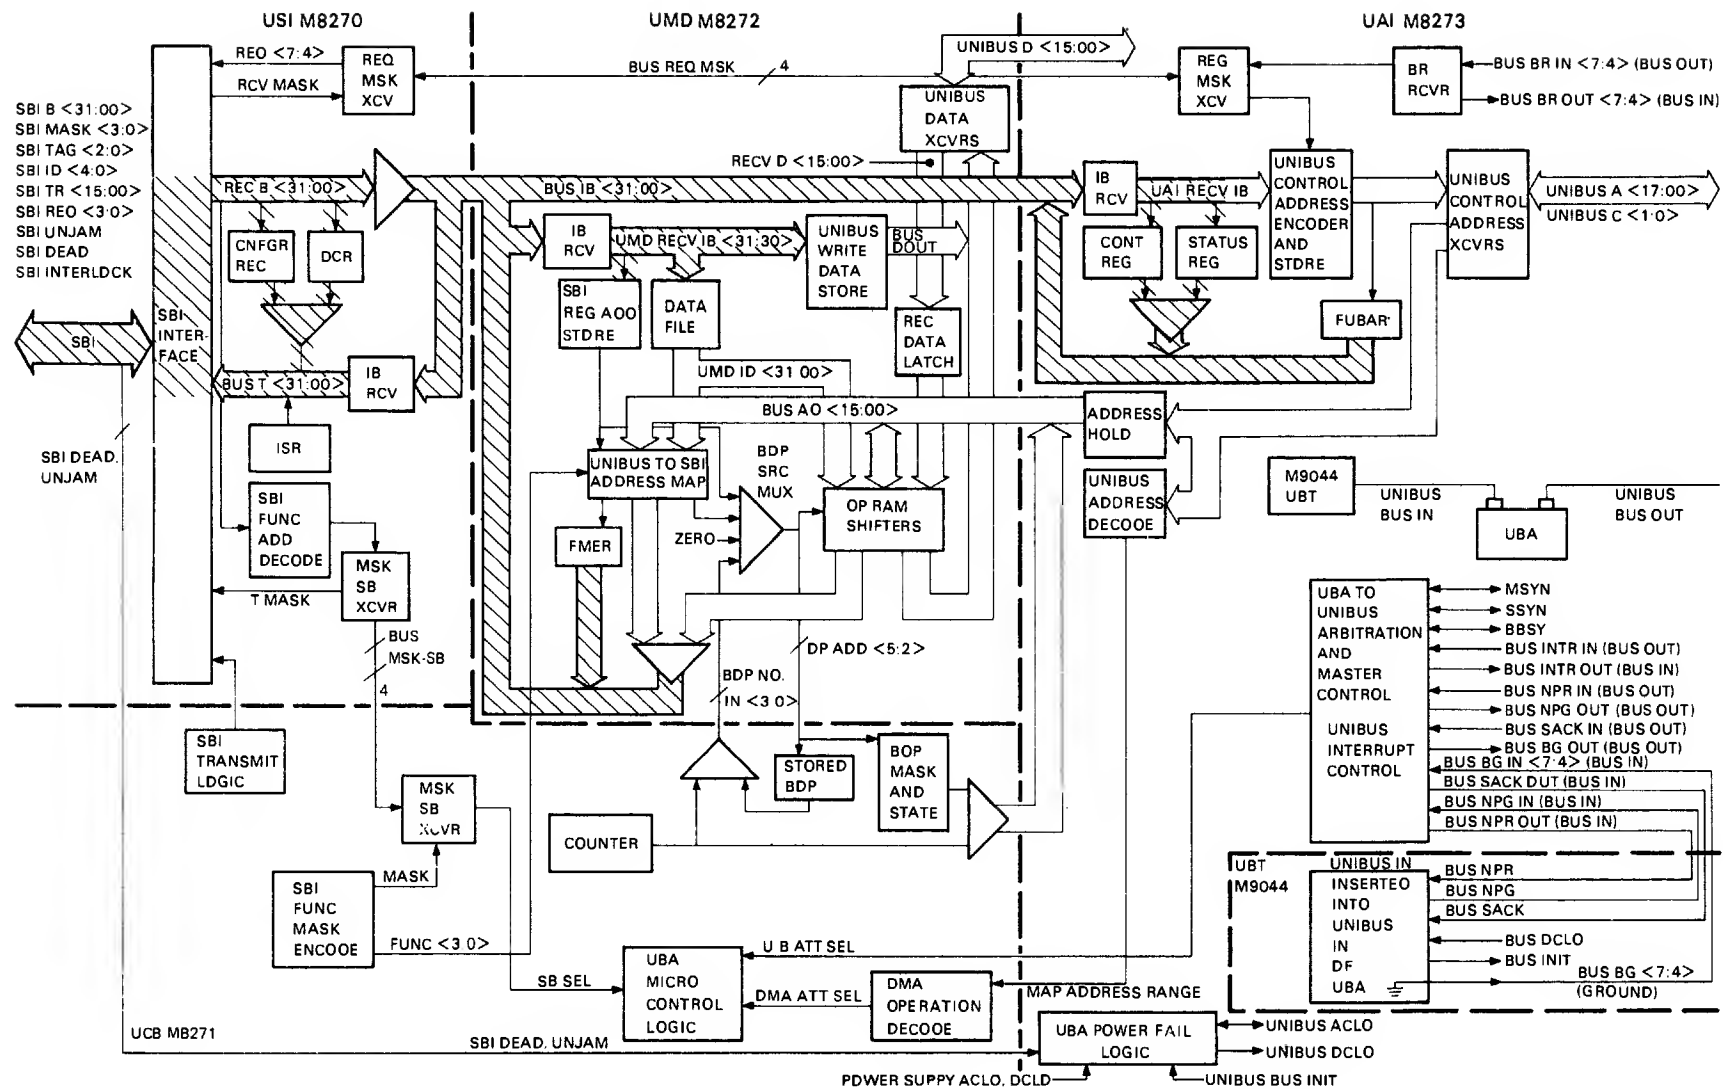 USI M8270
UMD M8272
UAI M8273
SBI B <31:00>
SBI MASK <3:0>
SBI TAG <2:0>
SBI ID <4:0>
SBI TR <15:00>
SBI REO <3:0>
SBI UNJAM
SBI DEAD
SBI INTERLDCK
SBI
SBI
INTER-
FACE
REO <7:4>
RCV MASK
REQ
MSK
XCV
BUS REQ MSK
4
UNIBUS D <15:00>
UNIBUS
DATA
XCVRS
RECV D <15:00>
REG
MSK
XCV
BR
RCVR
BUS BR IN <7:4> (BUS OUT)
BUS BR OUT <7:4> (BUS IN)
REC B <31:00>
CNFGR
REC
DCR
BUS T <31:00>
IB
RCV
ISR
SBI DEAD,
UNJAM
SBI
FUNC
ADD
DECODE
T MASK
MSK
SB
XCVR
BUS
MSK-SB
4
BUS IB <31:00>
IB
RCV
UMD RECV IB <31:30>
UNIBUS
WRITE
DATA
STORE
BUS
DOUT
SBI
REG AOO
STDRE
DATA
FILE
REC
DATA
LATCH
UMD ID <31 00>
BUS AO <15:00>
UNIBUS TO SBI
ADDRESS MAP
BDP
SRC
MUX
OP RAM
SHIFTERS
FMER
ZERO
DP ADD <5:2>
BDP NO.
IN <3 0>
IB
RCV
UAI RECV IB
UNIBUS
CONTROL
ADDRESS
ENCODER
AND
STDRE
UNIBUS
CONTROL
ADDRESS
XCVRS
UNIBUS A <17:00>
UNIBUS C <1:0>
CONT
REG
STATUS
REG
FUBAR
ADDRESS
HOLD
UNIBUS
ADDRESS
DECOOE
M9044
UBT
UNIBUS
BUS IN
UNIBUS
BUS OUT
UBA
UBA TO
UNIBUS
ARBITRATION
AND
MASTER
CONTROL
UNIBUS
INTERRUPT
CONTROL
MSYN
SSYN
BBSY
BUS INTR IN (BUS OUT)
BUS INTR OUT (BUS IN)
BUS NPR IN (BUS OUT)
BUS NPG OUT (BUS OUT)
BUS SACK IN (BUS OUT)
BUS BG OUT (BUS OUT)
BUS BG IN <7:4> (BUS IN)
BUS SACK DUT (BUS IN)
BUS NPG IN (BUS IN)
BUS NPR OUT (BUS IN)
SBI
TRANSMIT
LDGIC
MSK
SB
XCVR
STORED
BDP
BOP
MASK
AND
STATE
COUNTER
MASK
SBI
FUNC
MASK
ENCOOE
FUNC <3 0>
SB SEL
UBA
MICRO
CONTROL
LOGIC
U B ATT SEL
DMA ATT SEL
DMA
OPERATION
DECOOE
MAP ADDRESS RANGE
UBT
M9044
UNIBUS IN
INSERTEO
INTO
UNIBUS
IN
DF
UBA
BUS NPR
BUS NPG
BUS SACK
BUS DCLO
BUS INIT
BUS BG <7:4>
(GROUND)
UCB MB271
SBI DEAD, UNJAM
UBA POWER FAIL
LOGIC
UNIBUS ACLO
UNIBUS DCLO
PDWER SUPPY ACLO, DCLD
UNIBUS BUS INIT